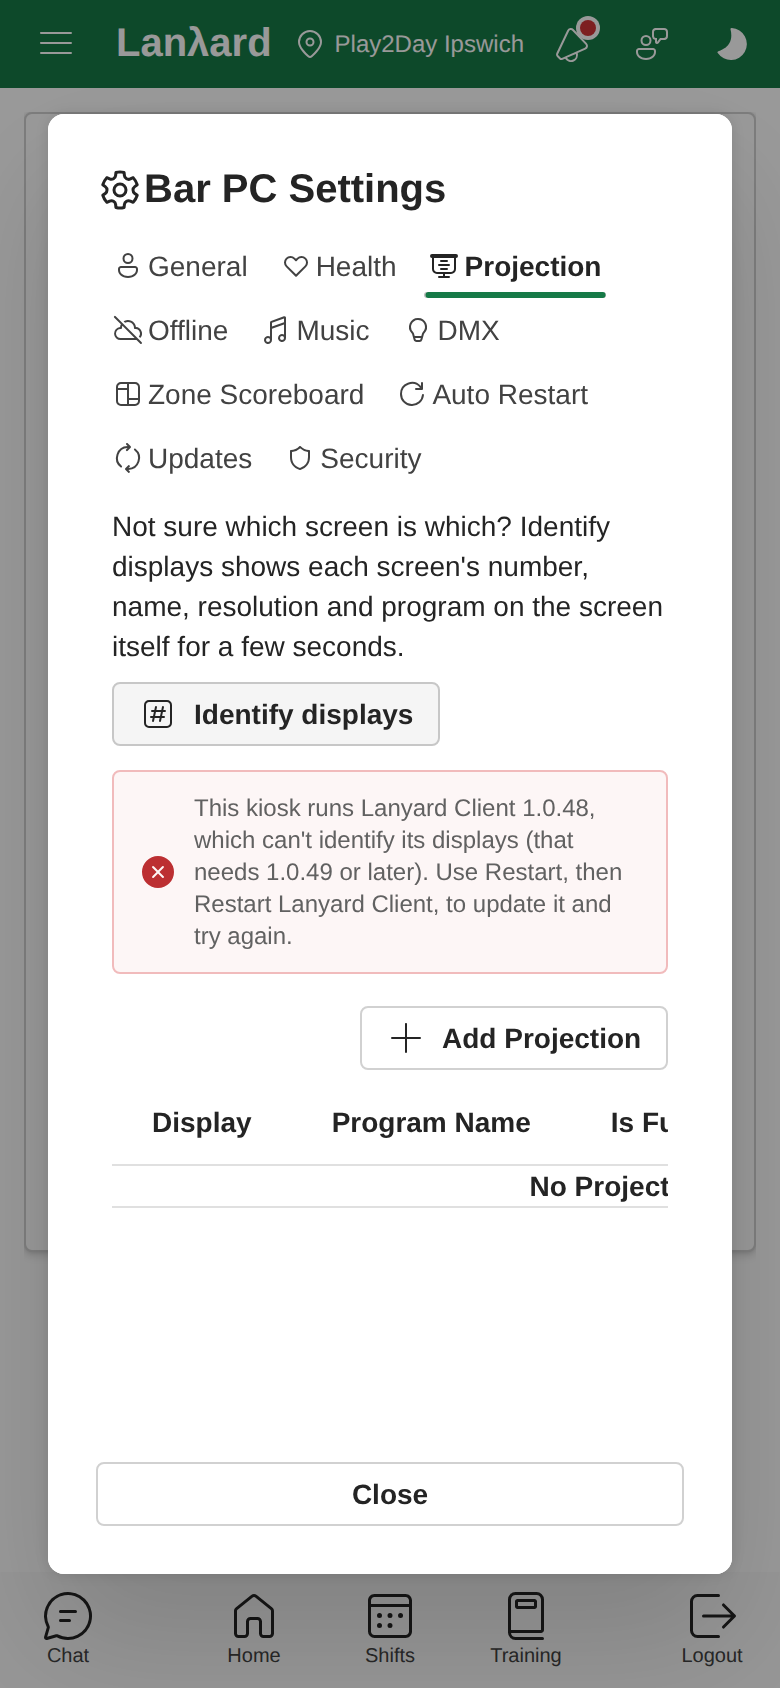 Lanλard
Play2Day Ipswich
Bar PC Settings
General
Health
Projection
Offline
Music
DMX
Zone Scoreboard
Auto Restart
Updates
Security
Not sure which screen is which? Identify
displays shows each screen's number,
name, resolution and program on the screen
itself for a few seconds.
Identify displays
This kiosk runs Lanyard Client 1.0.48,
which can't identify its displays (that
needs 1.0.49 or later). Use Restart, then
Restart Lanyard Client, to update it and
try again.
Add Projection
Display
Program Name
Is Fu
No Project
Close
Chat
Home
Shifts
Training
Logout